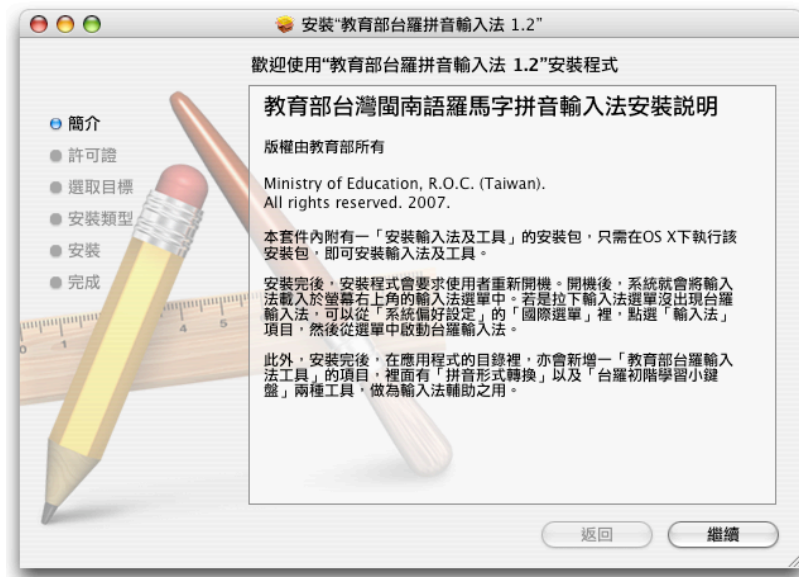 安裝“教育部台羅拼音輸入法 1.2”
歡迎使用“教育部台羅拼音輸入法 1.2”安裝程式
簡介
許可證
選取目標
安裝類型
安裝
完成
教育部台灣閩南語羅馬字拼音輸入法安裝說明
版權由教育部所有
Ministry of Education, R.O.C. (Taiwan).
All rights reserved. 2007.
本套件內附有一「安裝輸入法及工具」的安裝包，只需在OS X下執行該
安裝包，即可安裝輸入法及工具。
安裝完後，安裝程式會要求使用者重新開機。開機後，系統就會將輸入
法載入於螢幕右上角的輸入法選單中。若是拉下輸入法選單沒出現台羅
輸入法，可以從「系統偏好設定」的「國際選單」裡，點選「輸入法」
項目，然後從選單中啟動台羅輸入法。
此外，安裝完後，在應用程式的目錄裡，亦會新增一「教育部台羅輸入
法工具」的項目，裡面有「拼音形式轉換」以及「台羅初階學習小鍵
盤」兩種工具，做為輸入法輔助之用。
0 1 4 5
返回
繼續